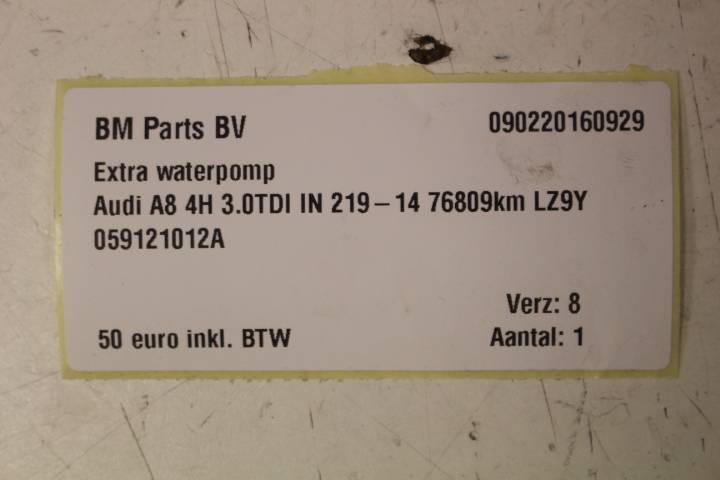 BM Parts BV 090220160929
Extra waterpomp
Audi A8 4H 3.0TDI IN 219-14 76809km LZ9Y
059121012A
Verz: 8
50 euro inkl. BTW Aantal: 1